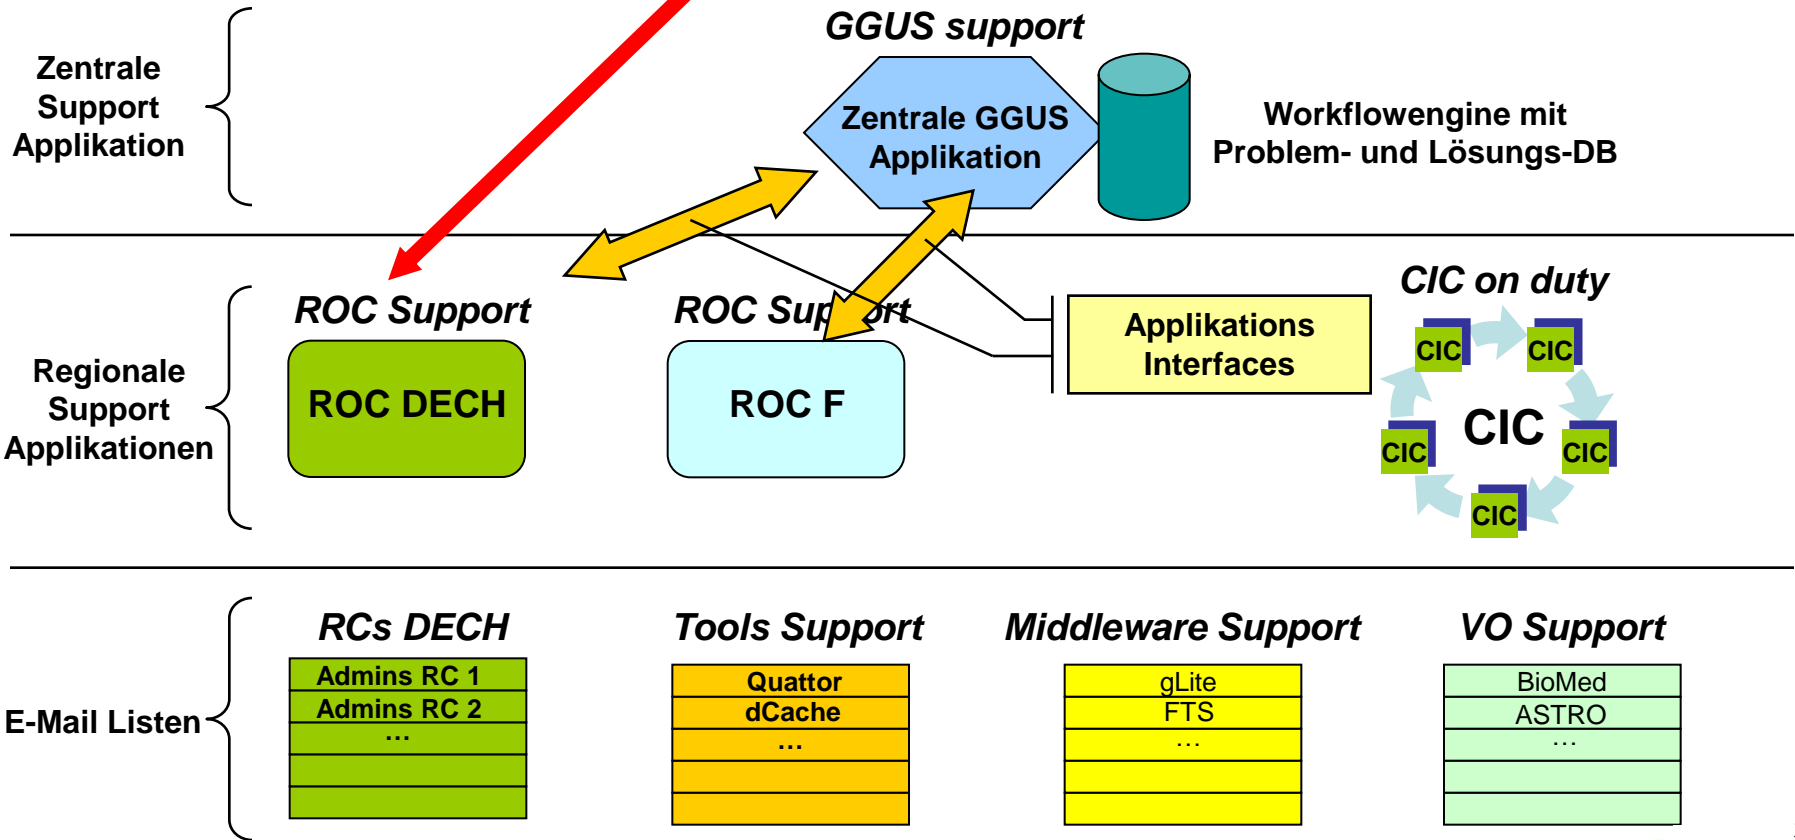 GGUS support
Zentrale
Support
Applikation
Zentrale GGUS
Applikation
Workflowengine mit
Problem- und Lösungs-DB
Regionale
Support
Applikationen
ROC Support
ROC DECH
ROC Support
ROC F
Applikations
Interfaces
CIC on duty
CIC
CIC
CIC
CIC
CIC
CIC
E-Mail Listen
RCs DECH
Admins RC 1
Admins RC 2
...
Tools Support
Quattor
dCache
...
Middleware Support
gLite
FTS
...
VO Support
BioMed
ASTRO
...